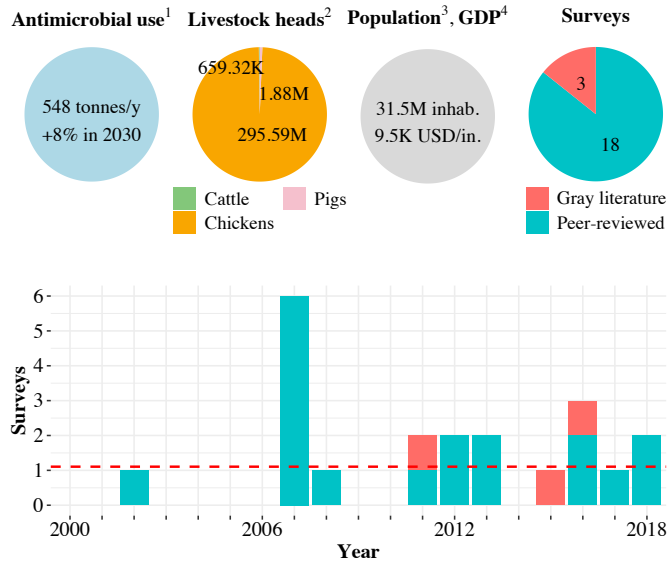 Antimicrobial use1
Livestock heads2
Population3, GDP4
Surveys
548 tonnes/y
+8% in 2030
659.32K
1.88M
295.59M
31.5M inhab.
9.5K USD/in.
3
18
Cattle
Pigs
Chickens
Gray literature
Peer-reviewed
Surveys
6
5
4
3
2
1
0
2000
2006
2012
2018
Year